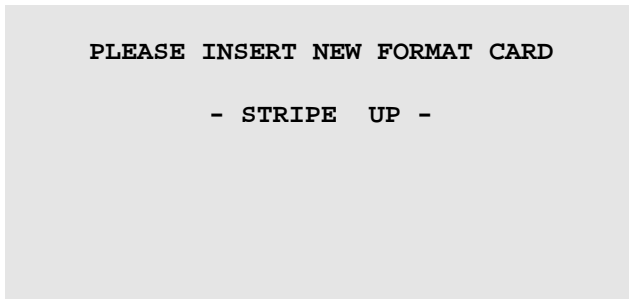 PLEASE INSERT NEW FORMAT CARD
- STRIPE  UP -